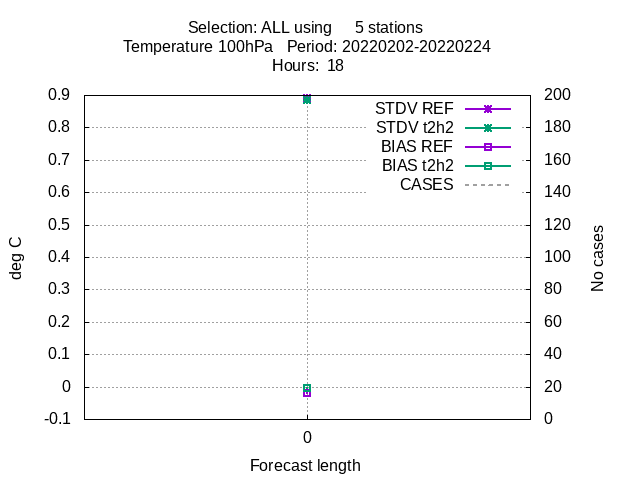 Selection: ALL using 5 stations
Temperature 100hPa Period: 20220202-20220224
Hours: 18
0.9
0.8
0.7
0.6
0.5
0.4
0.3
0.2
0.1
0
-0.1
deg C
STDV REF
STDV t2h2
BIAS REF
BIAS t2h2
CASES
200
180
160
140
120
100
80
60
40
20
0
No cases
0
Forecast length